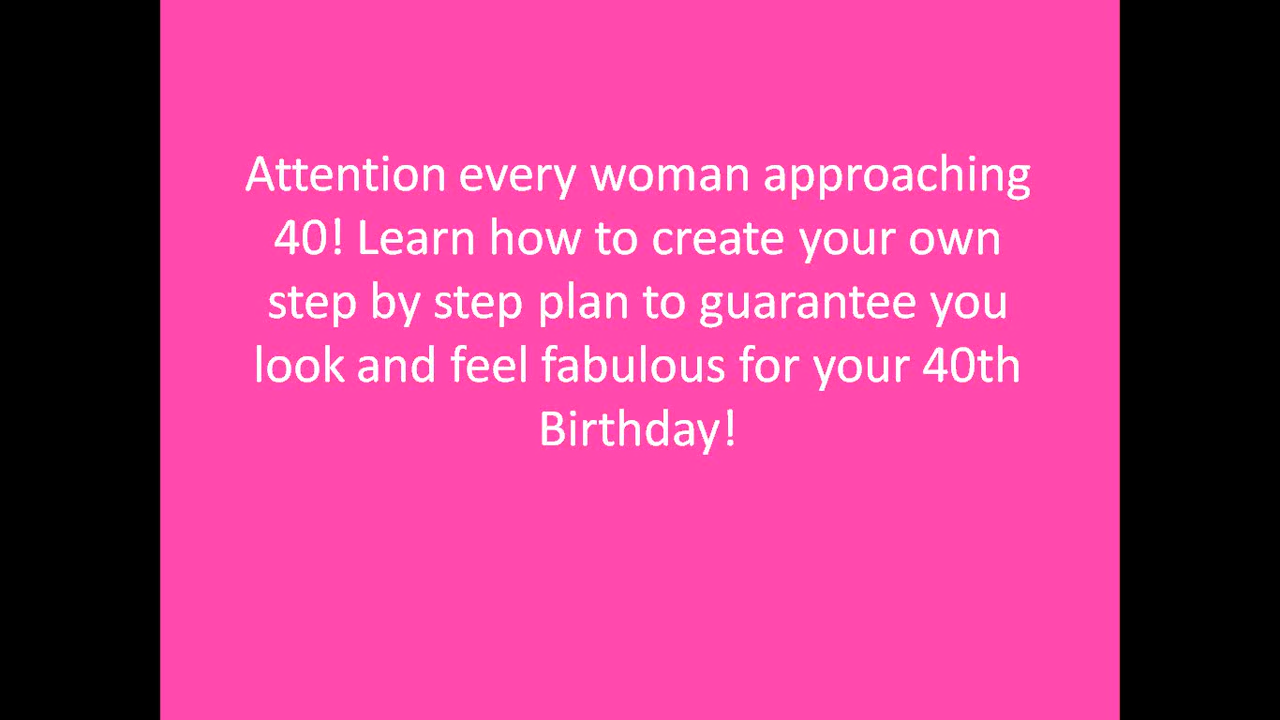 Attention every woman approaching
40! Learn how to create your own
step by step plan to guarantee you
look and feel fabulous for your 40th
Birthday!